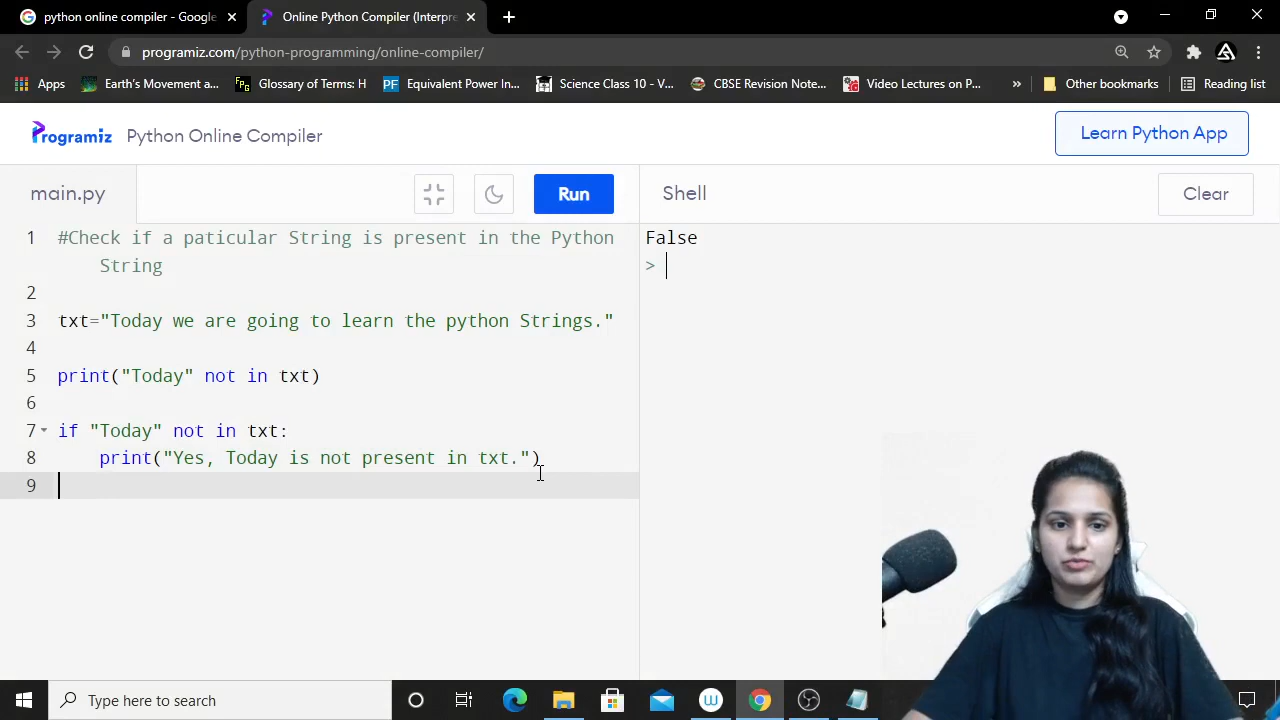 python online compiler - Google
Online Python Compiler (Interpre
programiz.com/python-programming/online-compiler/
Apps
Earth's Movement a...
FPg
Glossary of Terms: H
PF
Equivalent Power In...
Science Class 10 - V...
CBSE Revision Note...
Video Lectures on P...
»
Other bookmarks
Reading list
Programiz
Python Online Compiler
Learn Python App
main.py
Run
Shell
Clear
1 #Check if a paticular String is present in the Python
String
2
3 txt="Today we are going to learn the python Strings."
4
5 print("Today" not in txt)
6
7 if "Today" not in txt:
8 print("Yes, Today is not present in txt.")
9
False
>
Type here to search